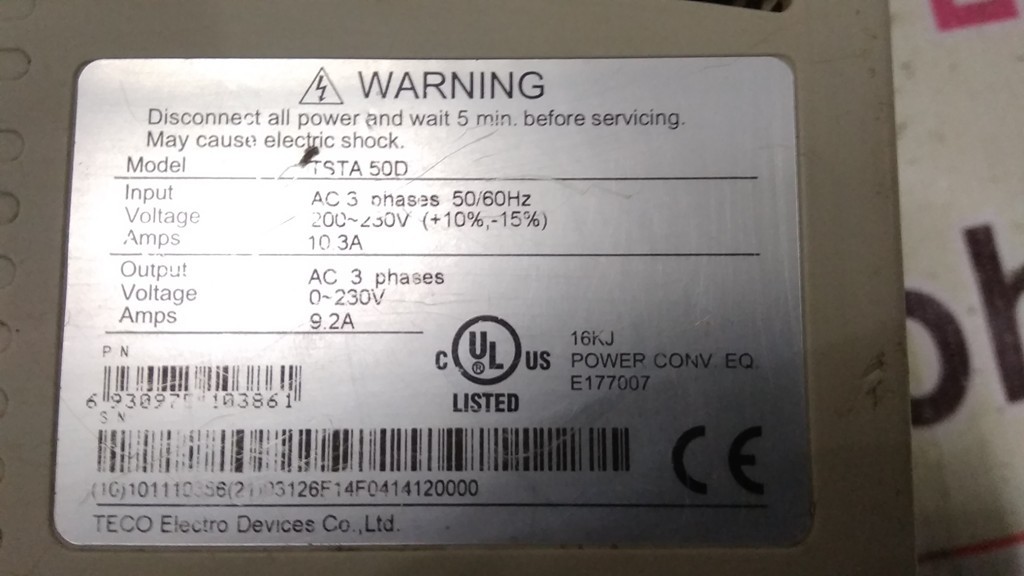 WARNING
Disconnect all power and wait 5 min. before servicing.
May cause electric shock.
Model TSTA 50D
Input AC 3 phases 50/60Hz
Voltage 200~230V (+10%,-15%)
Amps 10.3A
Output AC 3 phases
Voltage 0~230V
Amps 9.2A
C UL ® US
LISTED
16KJ
POWER CONV. EQ.
E177007
P N
S N
CE
TECO Electro Devices Co.,Ltd.